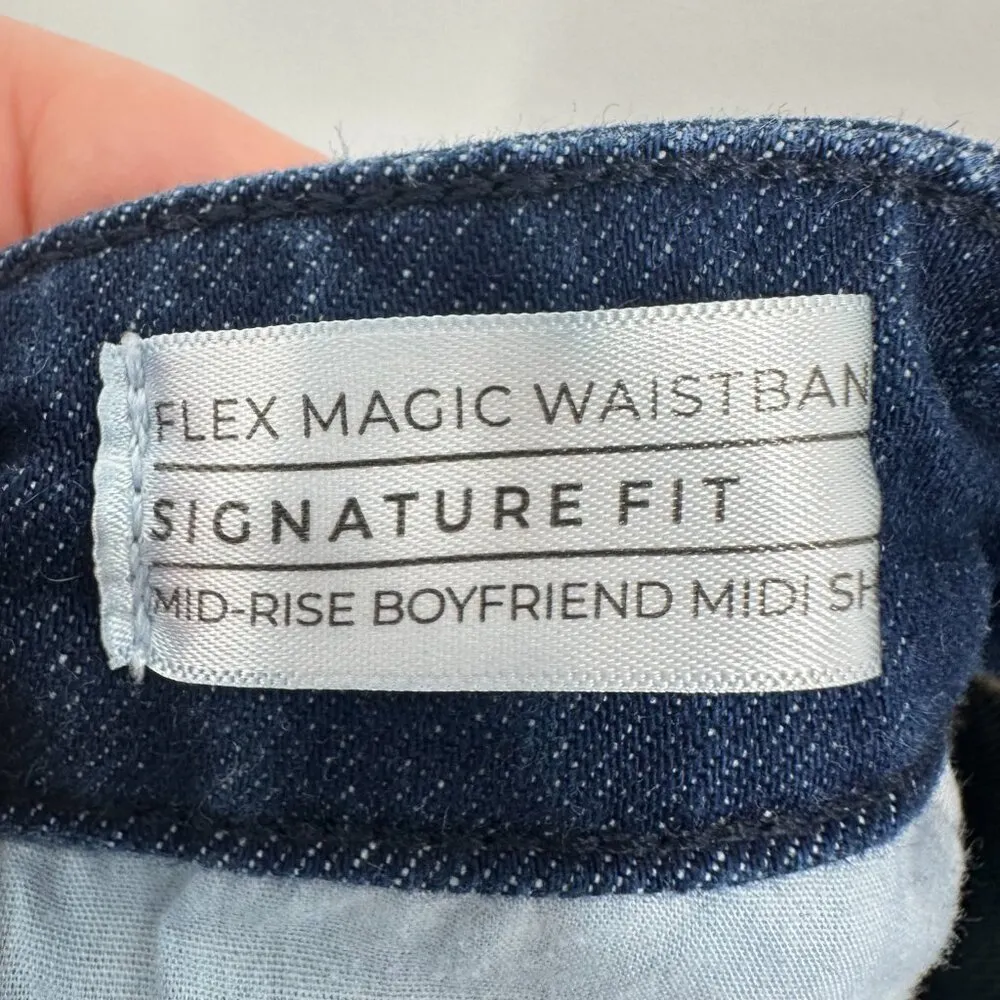 FLEX MAGIC WAISTBAN
SIGNATURE FIT
MID-RISE BOYFRIEND MIDI SH